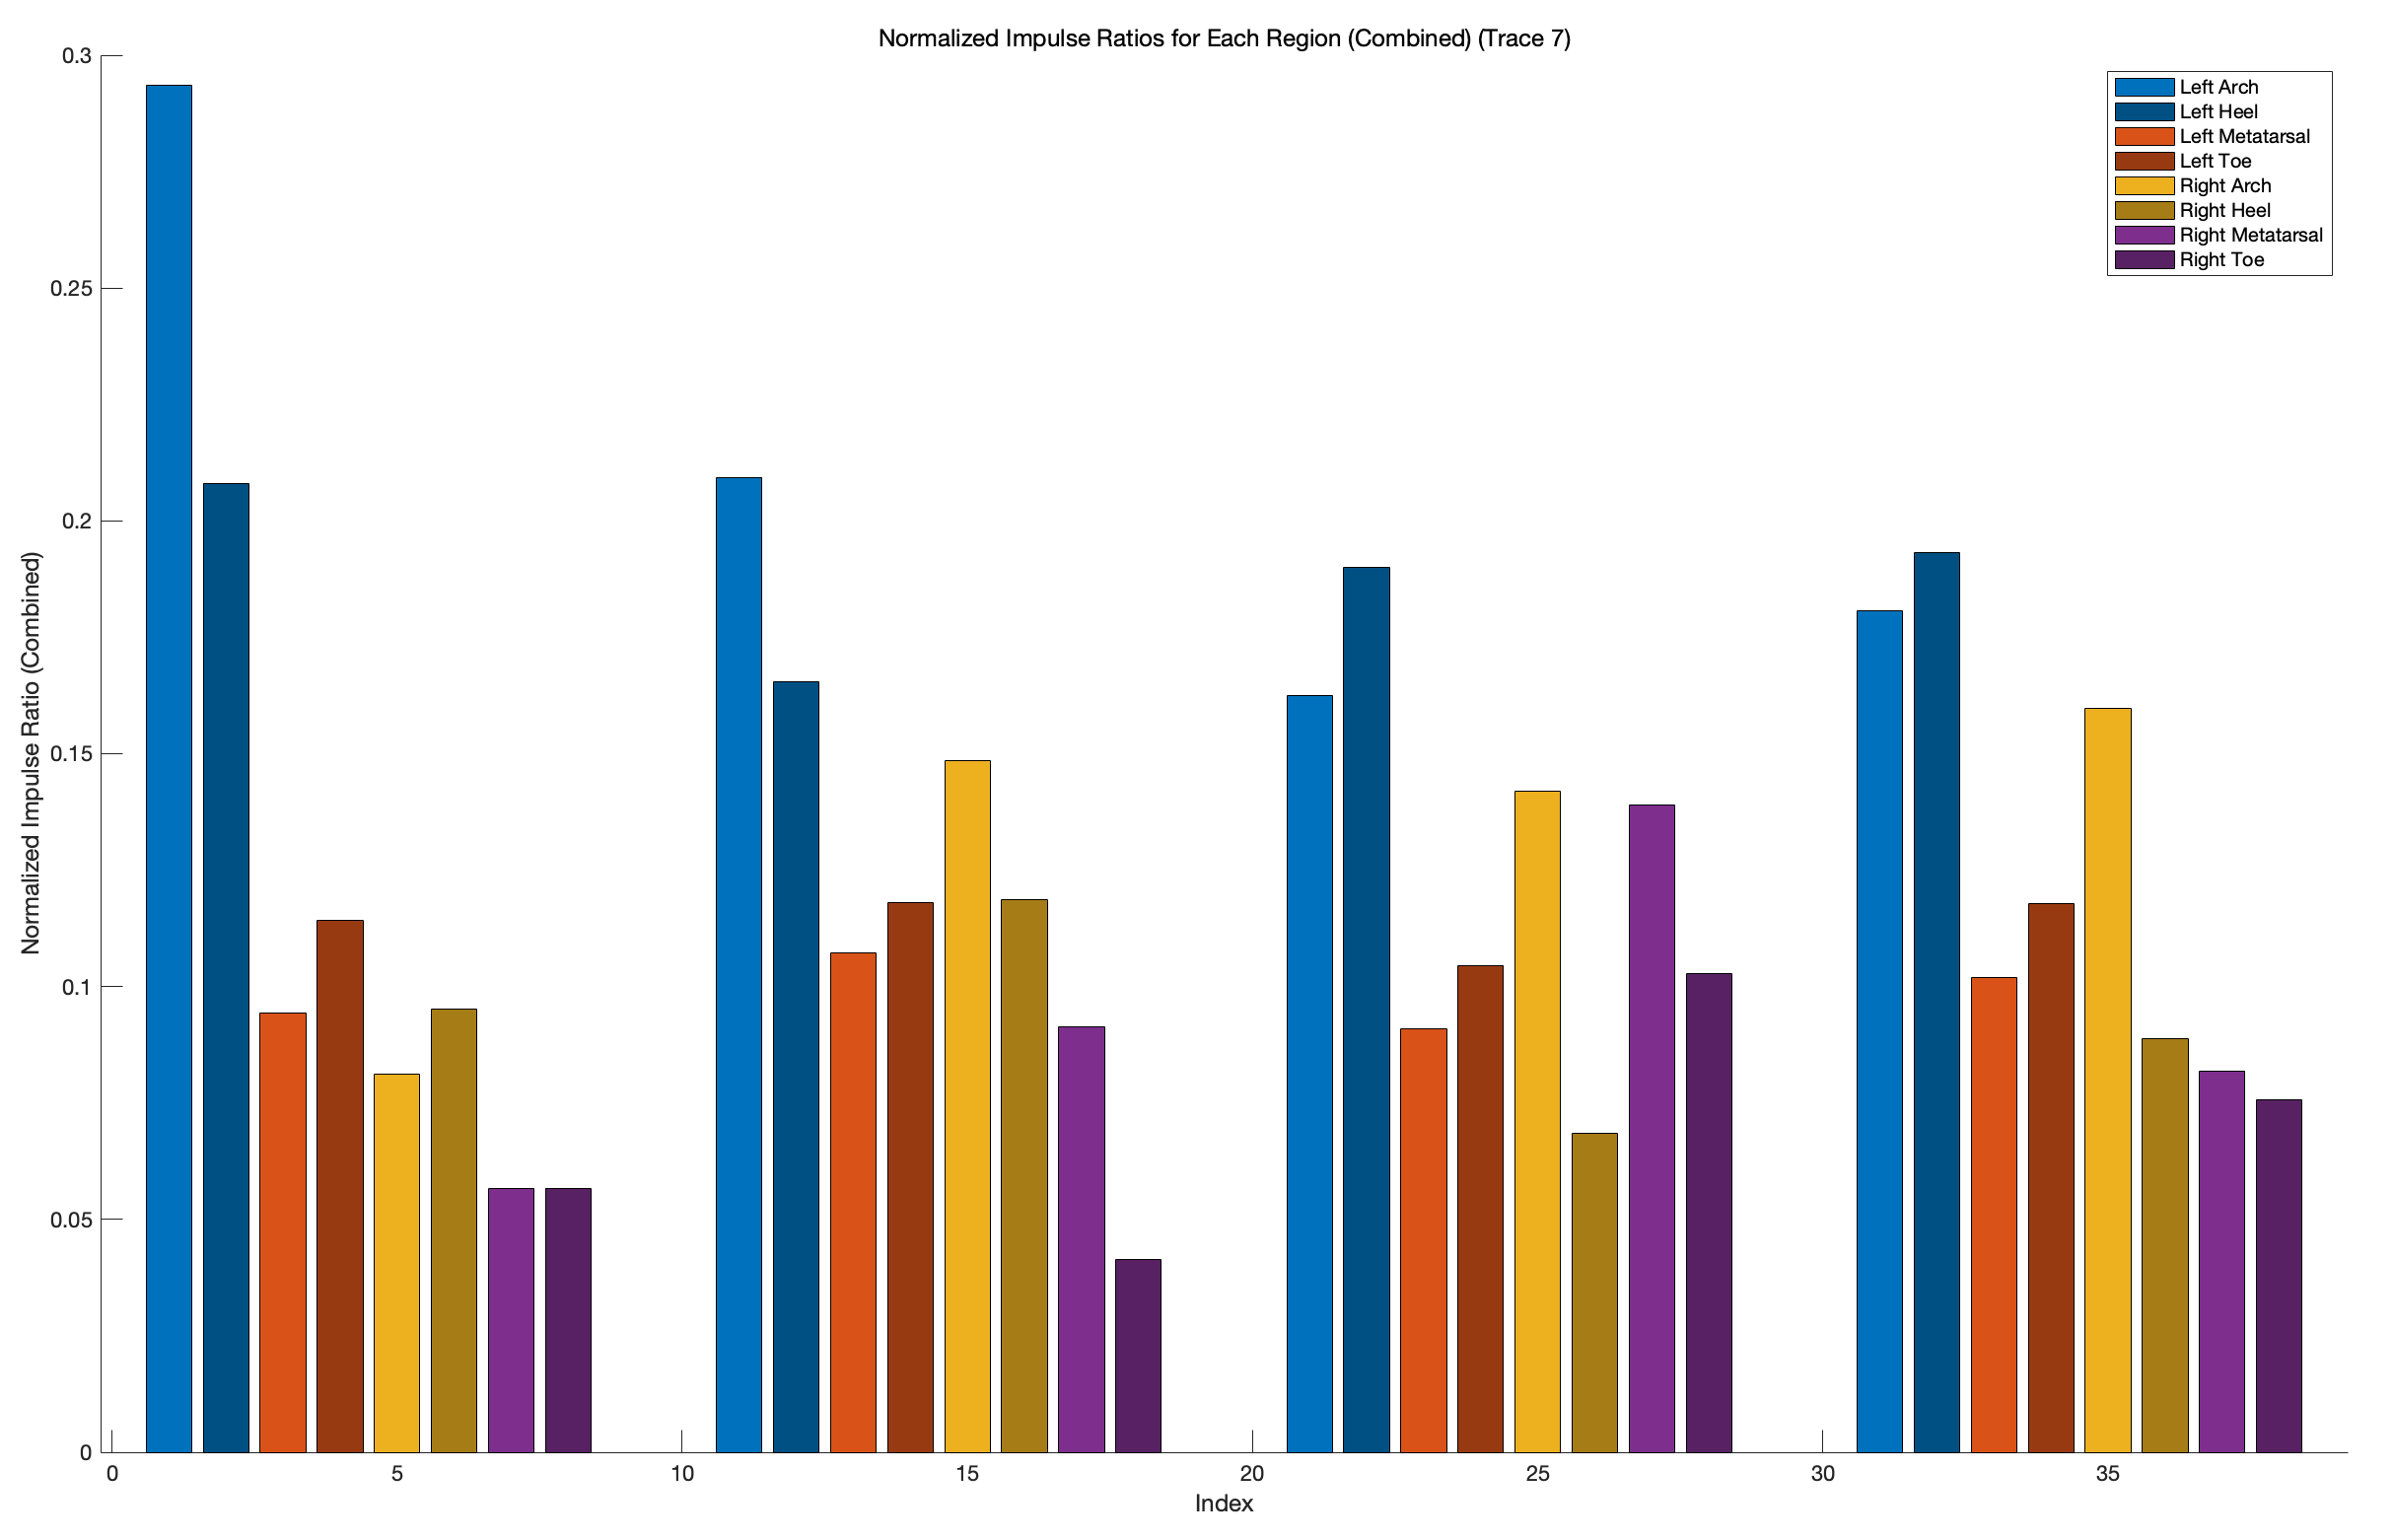 Normalized Impulse Ratios for Each Region (Combined) (Trace 7)
Normalized Impulse Ratio (Combined)
0.3
0.25
0.2
0.15
0.1
0.05
0
Left Arch
Left Heel
Left Metatarsal
Left Toe
Right Arch
Right Heel
Right Metatarsal
Right Toe
0 5 10 15 20 25 30 35
Index